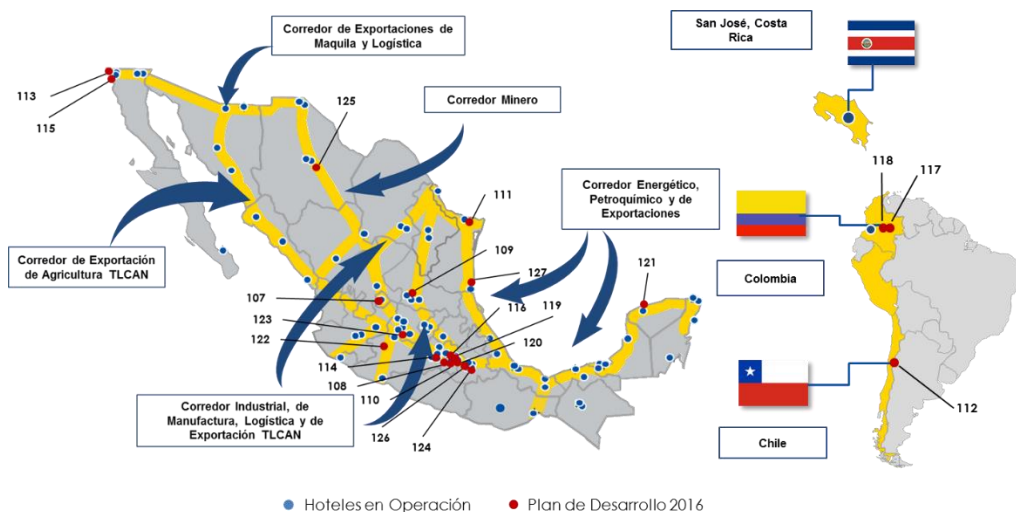 Corredor de Exportaciones de
Maquila y Logística
San José, Costa
Rica
113
115
125
Corredor Minero
118
117
111
Corredor Energético,
Petroquímico y de
Exportaciones
Corredor de Exportación
de Agricultura TLCAN
109
127
121
Colombia
107
116
119
123
120
122
114
108
110
112
Corredor Industrial, de
Manufactura, Logística y de
Exportación TLCAN
126
124
Chile
Hoteles en Operación
Plan de Desarrollo 2016